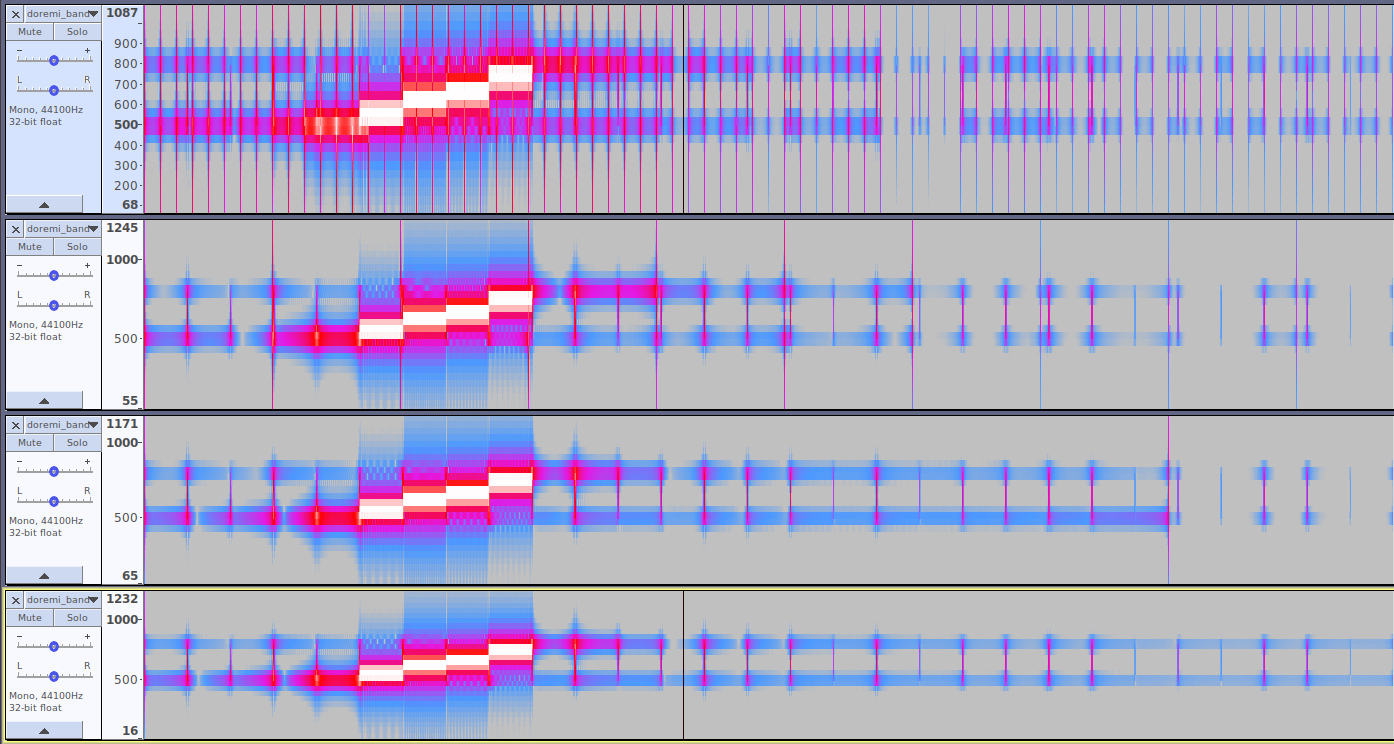 doremi_band
1087
Mute Solo
- +
900
800
L R
700
Mono, 44100Hz
600
32-bit float
500
400
300
200
68
doremi_band
1245
Mute Solo
- +
1000
L R
Mono, 44100Hz
32-bit float
500
55
doremi_band
1171
Mute Solo
1000
- +
L R
Mono, 44100Hz
500
32-bit float
65
doremi_band
1232
Mute Solo
1000
- +
L R
500
Mono, 44100Hz
32-bit float
16